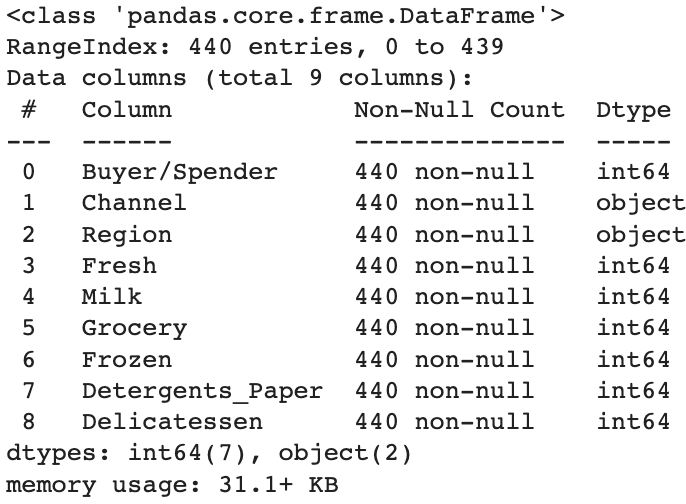 <class 'pandas.core.frame.DataFrame'>
RangeIndex: 440 entries, 0 to 439
Data columns (total 9 columns):
 #   Column            Non-Null Count  Dtype
---  ------            --------------  -----
 0   Buyer/Spender     440 non-null    int64
 1   Channel           440 non-null    object
 2   Region            440 non-null    object
 3   Fresh             440 non-null    int64
 4   Milk              440 non-null    int64
 5   Grocery           440 non-null    int64
 6   Frozen            440 non-null    int64
 7   Detergents_Paper  440 non-null    int64
 8   Delicatessen      440 non-null    int64
dtypes: int64(7), object(2)
memory usage: 31.1+ KB